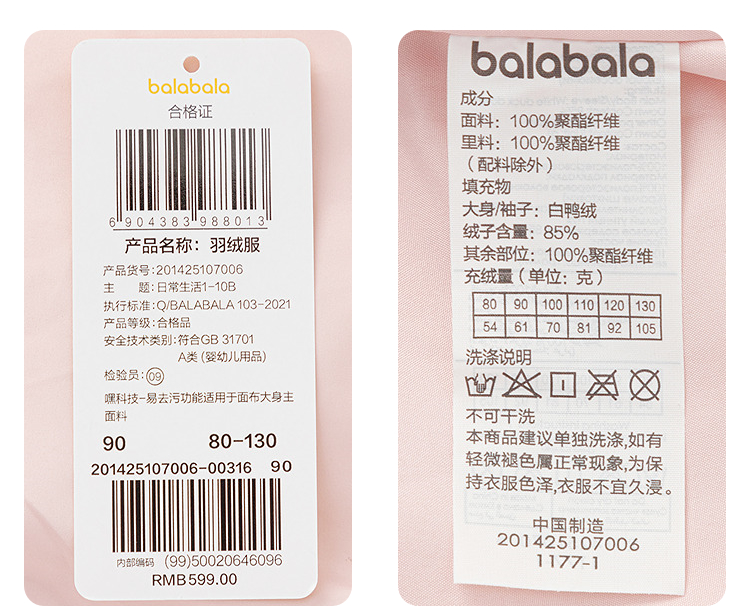 balabala
合格证
6 904383 988013
产品名称：羽绒服
产品货号:201425107006
主　　题:日常生活1-10B
执行标准:Q/BALABALA 103-2021
产品等级:合格品
安全技术类别:符合GB 31701
A类 (婴幼儿用品)
检验员:09
嘿科技-易去污功能适用于面布大身主
面料
90 80-130
201425107006-00316 90
内部编码 (99)50020646096
RMB599.00
balabala
成分
面料：100%聚酯纤维
里料：100%聚酯纤维
（配料除外）
填充物
大身/袖子：白鸭绒
绒子含量：85%
其余部位：100%聚酯纤维
充绒量（单位：克）
80 90 100 110 120 130
54 61 70 81 92 105
洗涤说明
不可干洗
本商品建议单独洗涤,如有
轻微褪色属正常现象,为保
持衣服色泽,衣服不宜久浸。
中国制造
201425107006
1177-1